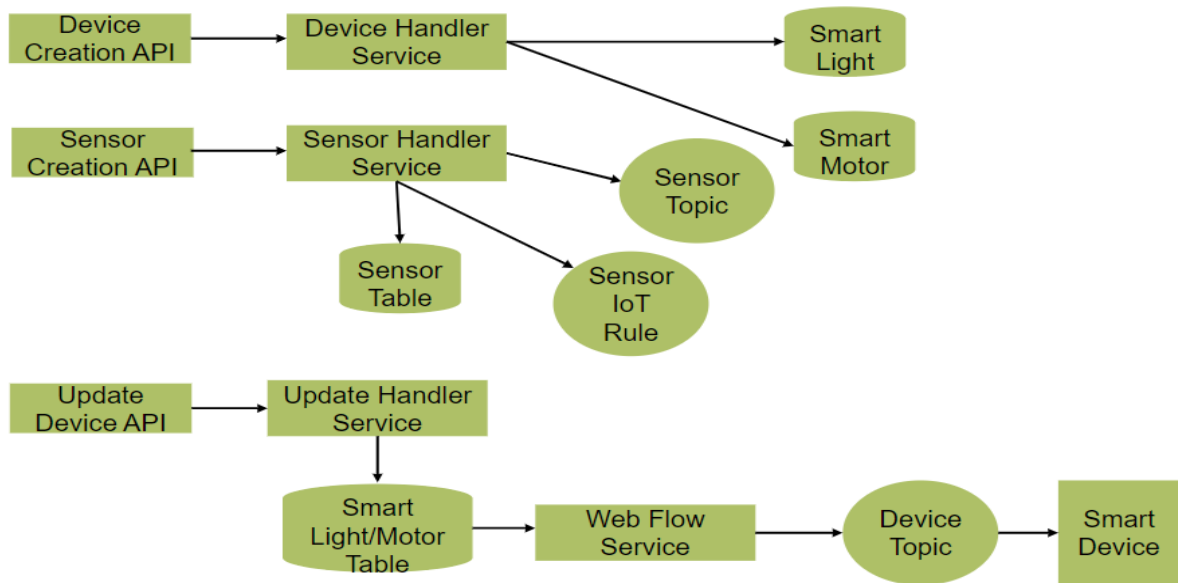 Device
Creation API
Device Handler
Service
Smart
Light
Sensor
Creation API
Sensor Handler
Service
Smart
Motor
Sensor
Topic
Sensor
Table
Sensor
IoT
Rule
Update
Device API
Update Handler
Service
Smart
Light/Motor
Table
Web Flow
Service
Device
Topic
Smart
Device